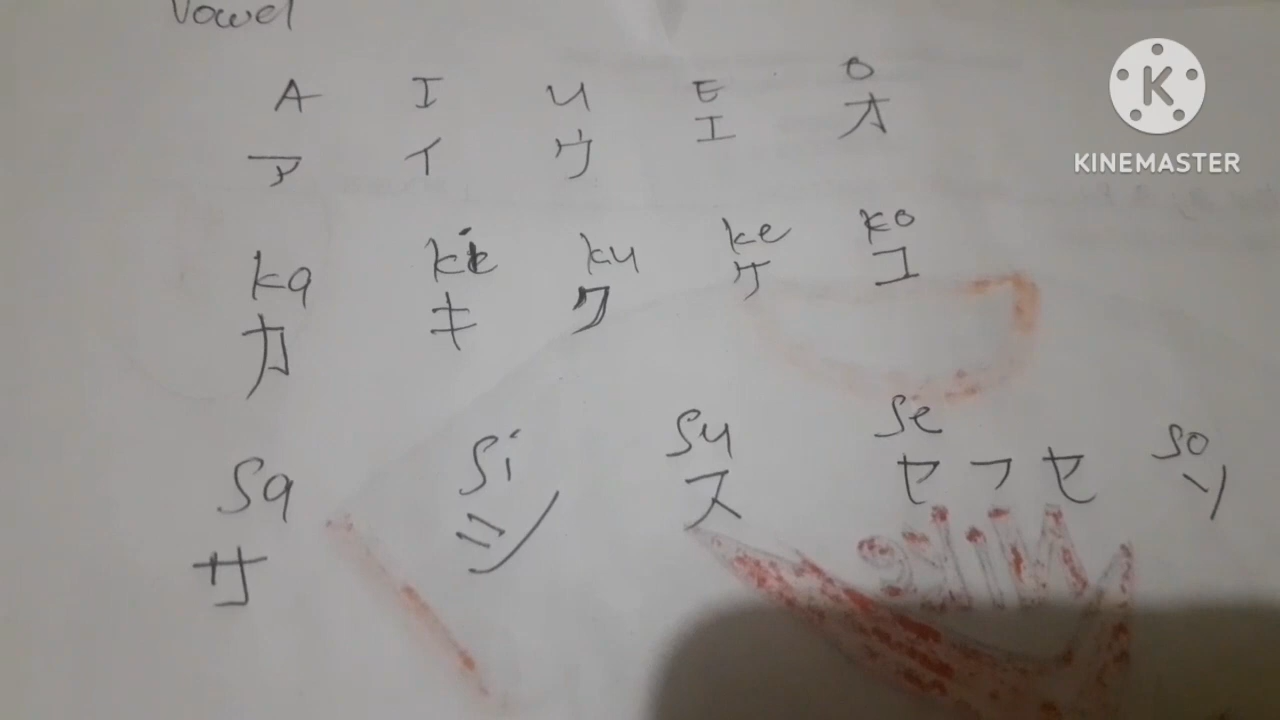 Vowel
A I U E O
ア イ ウ エ オ
ka ki ku ke ko
カ キ ク ケ コ
Sa Si Su Se So
サ シ ス セ フ セ ソ
NIKE
K
KINEMASTER